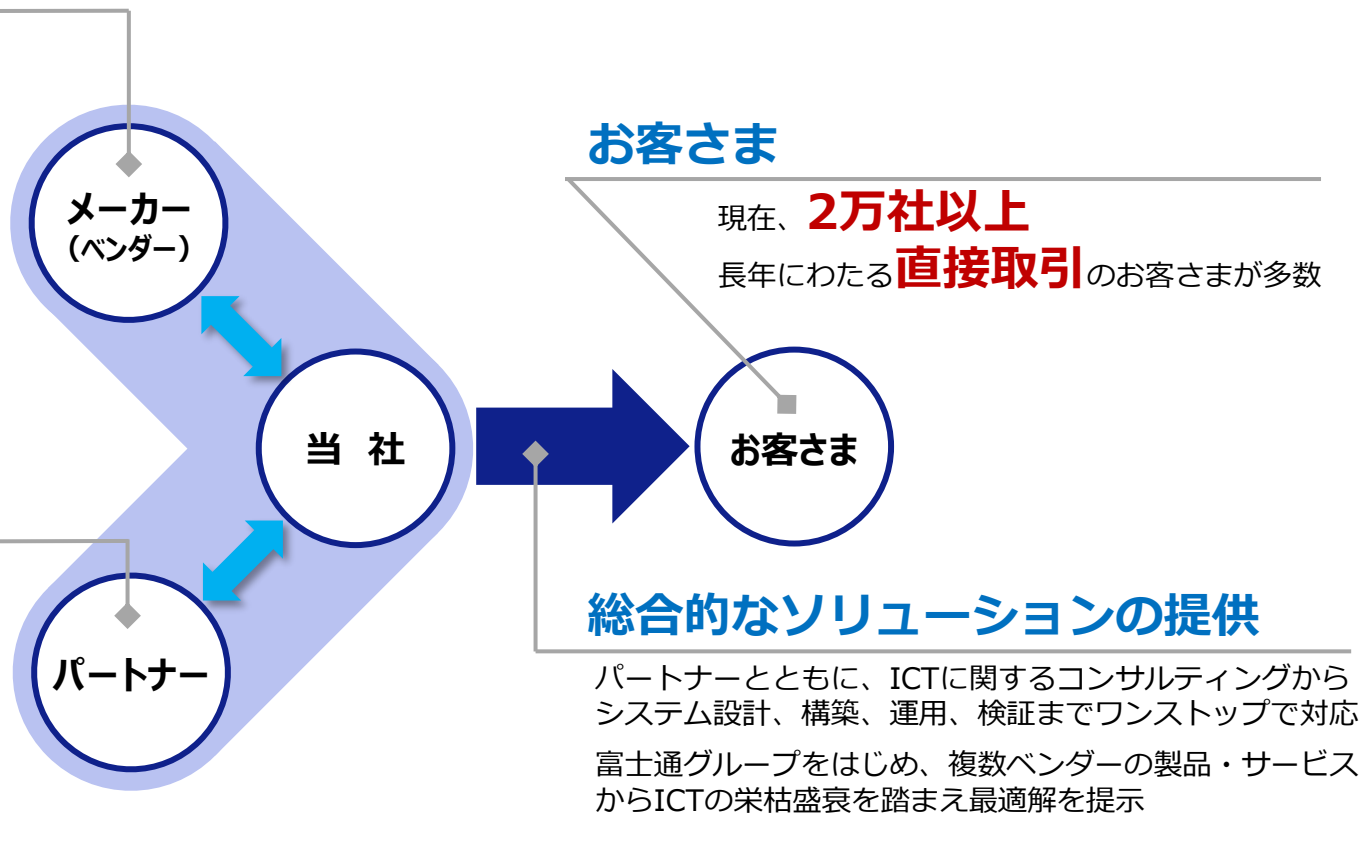 メーカー
（ベンダー）
当 社
パートナー
お客さま
現在、2万社以上
長年にわたる直接取引のお客さまが多数
お客さま
総合的なソリューションの提供
パートナーとともに、ICTに関するコンサルティングから
システム設計、構築、運用、検証までワンストップで対応
富士通グループをはじめ、複数ベンダーの製品・サービス
からICTの栄枯盛衰を踏まえ最適解を提示